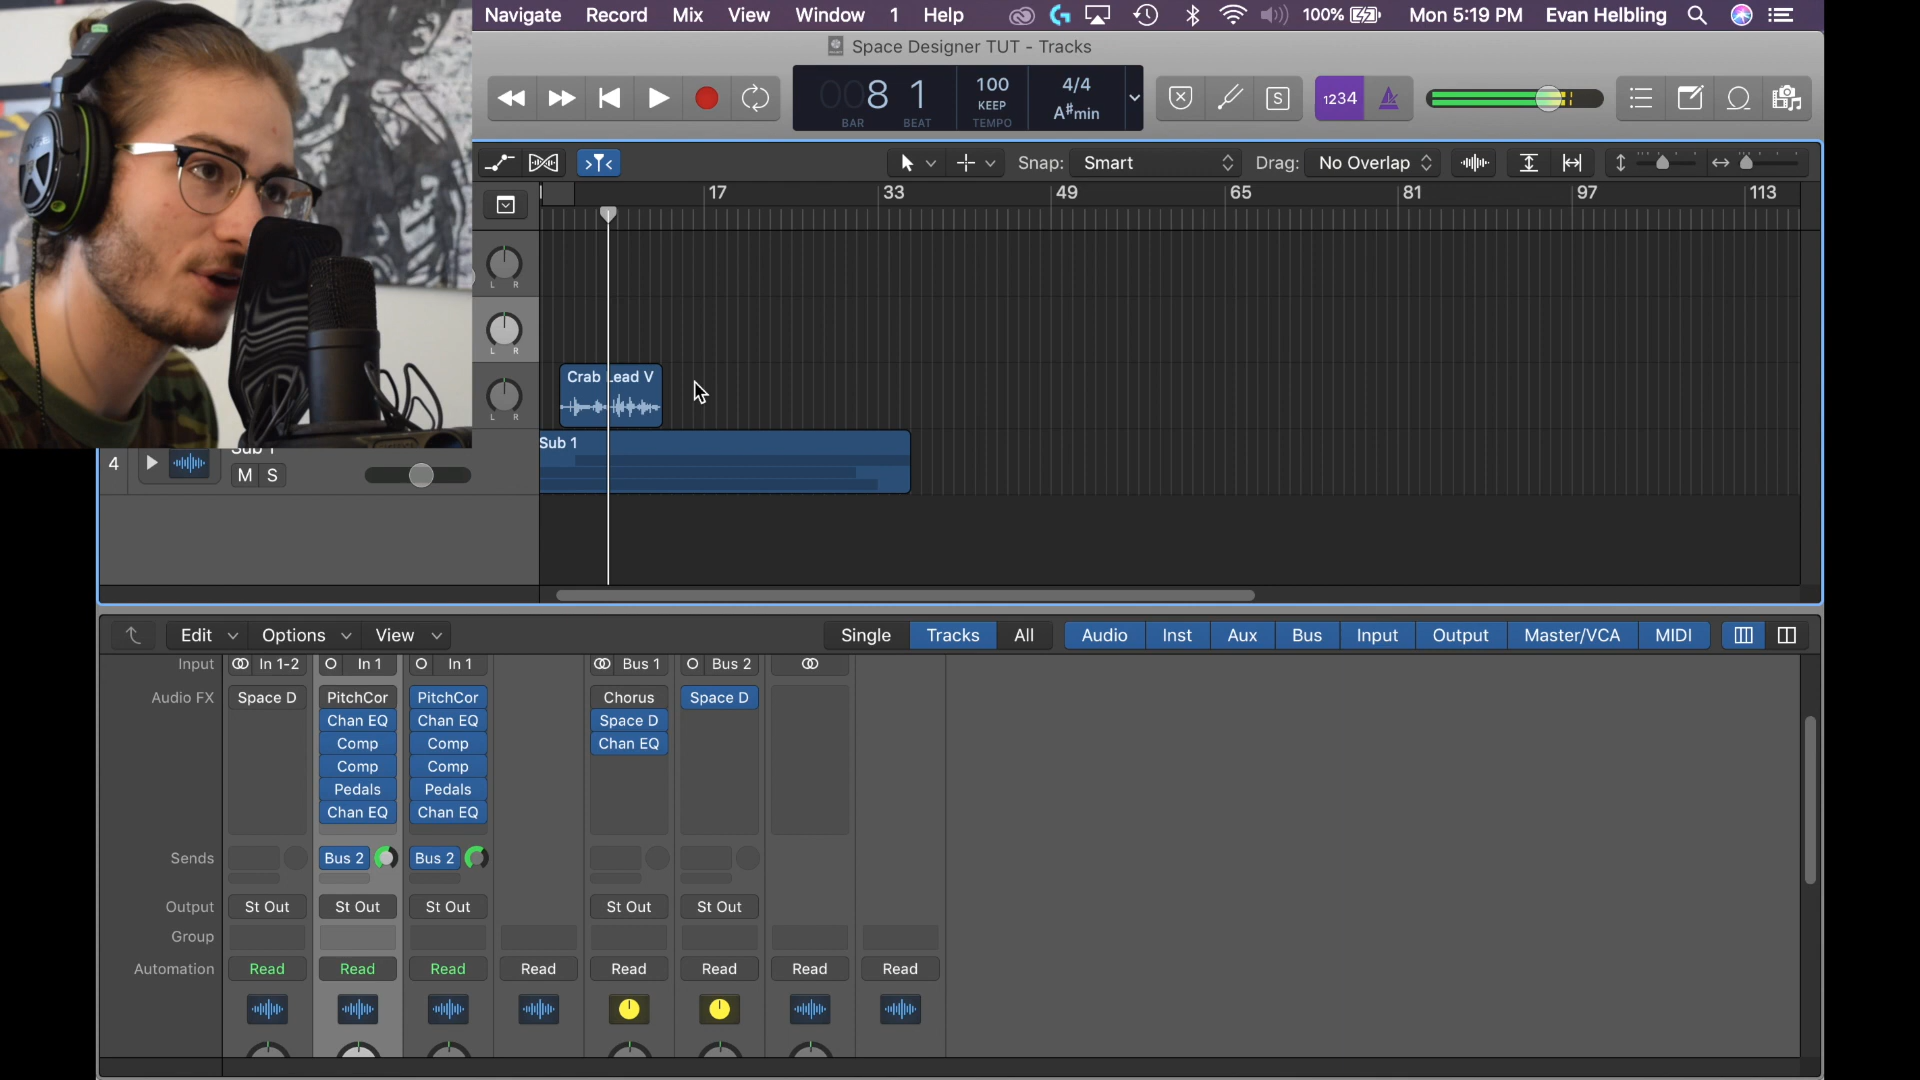 Navigate Record Mix View Window 1 Help 100% Mon 5:19 PM Evan Helbling
Space Designer TUT - Tracks
008 1 100 KEEP 4/4 A#min
BAR BEAT TEMPO
S 1234
Snap: Smart Drag: No Overlap
17 33 49 65 81 97 113
L R
L R
L R
Crab Lead V
Sub 1
4 Sub 1
M S
Edit Options View Single Tracks All Audio Inst Aux Bus Input Output Master/VCA MIDI
Input In 1-2 In 1 In 1 Bus 1 Bus 2
Audio FX Space D PitchCor PitchCor Chorus Space D
Chan EQ Chan EQ Space D
Comp Comp Chan EQ
Comp Comp
Pedals Pedals
Chan EQ Chan EQ
Sends Bus 2 Bus 2
Output St Out St Out St Out St Out St Out
Group
Automation Read Read Read Read Read Read Read Read